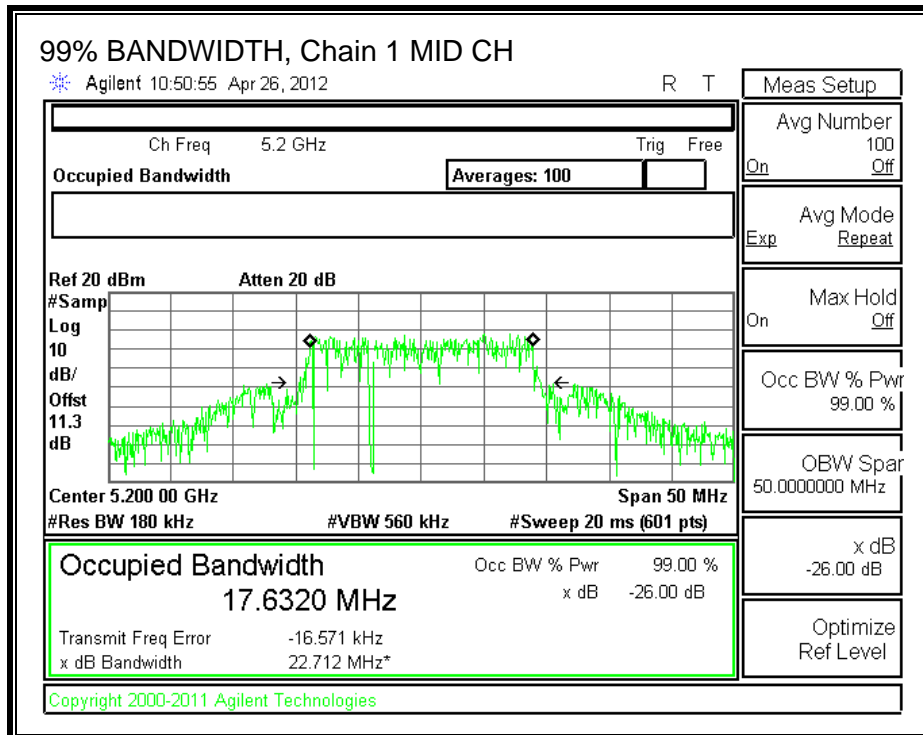 99% BANDWIDTH, Chain 1 MID CH
Agilent 10:50:55 Apr 26, 2012 R T
Ch Freq 5.2 GHz Trig Free
Occupied Bandwidth Averages: 100
Ref 20 dBm Atten 20 dB
#Samp
Log
10
dB/
Offst
11.3
dB
Center 5.200 00 GHz Span 50 MHz
#Res BW 180 kHz #VBW 560 kHz #Sweep 20 ms (601 pts)
Occupied Bandwidth Occ BW % Pwr 99.00 %
17.6320 MHz x dB -26.00 dB
Transmit Freq Error -16.571 kHz
x dB Bandwidth 22.712 MHz*
Copyright 2000-2011 Agilent Technologies
Meas Setup
Avg Number
100
On Off
Avg Mode
Exp Repeat
Max Hold
On Off
Occ BW % Pwr
99.00 %
OBW Span
50.0000000 MHz
x dB
-26.00 dB
Optimize
Ref Level